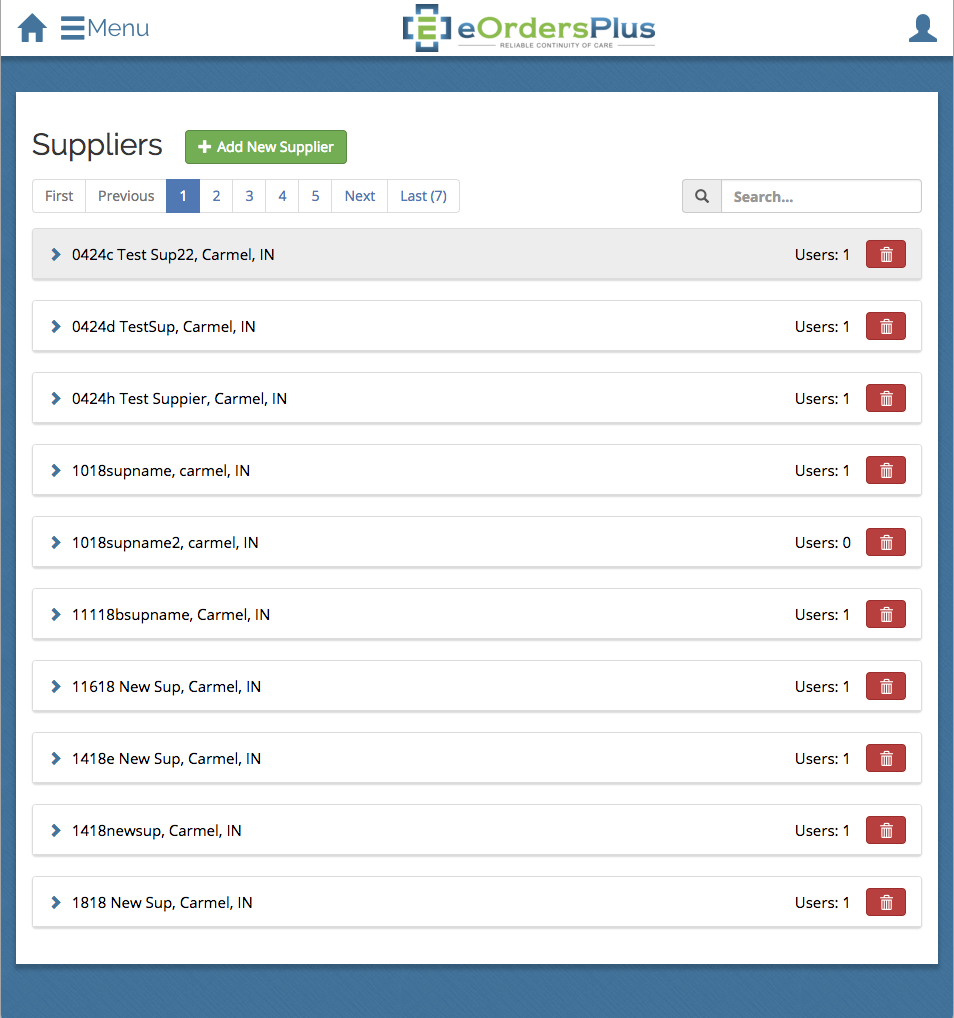 Menu
eOrdersPlus
RELIABLE CONTINUITY OF CARE
Suppliers
Add New Supplier
First Previous 1 2 3 4 5 Next Last (7) Search...
0424c Test Sup22, Carmel, IN Users: 1
0424d TestSup, Carmel, IN Users: 1
0424h Test Suppier, Carmel, IN Users: 1
1018supname, carmel, IN Users: 1
1018supname2, carmel, IN Users: 0
11118bsupname, Carmel, IN Users: 1
11618 New Sup, Carmel, IN Users: 1
1418e New Sup, Carmel, IN Users: 1
1418newsup, Carmel, IN Users: 1
1818 New Sup, Carmel, IN Users: 1